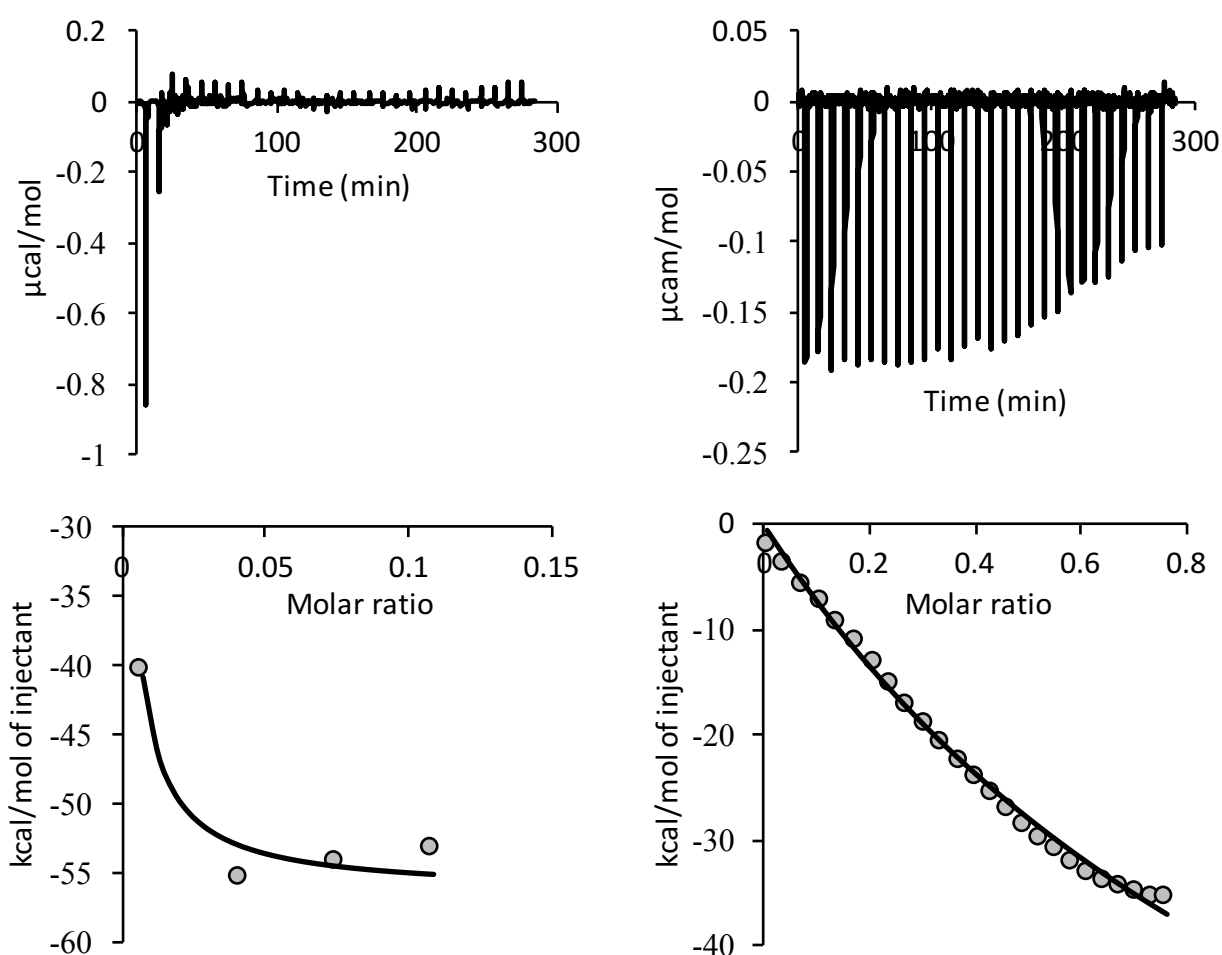 0.2
0
-0.2
-0.4
-0.6
-0.8
-1
0 100 200 300
Time (min)
µcal/mol
0.05
0
-0.05
-0.1
-0.15
-0.2
-0.25
0 100 200 300
Time (min)
µcam/mol
-30
-35
-40
-45
-50
-55
-60
0 0.05 0.1 0.15
Molar ratio
kcal/mol of injectant
0
-10
-20
-30
-40
0 0.2 0.4 0.6 0.8
Molar ratio
kcal/mol of injectant